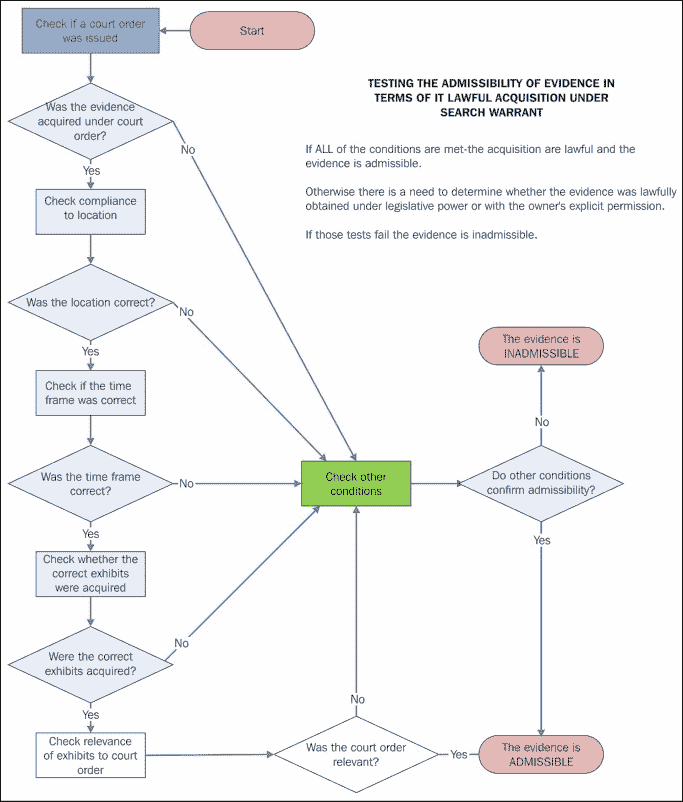 Check if a court order
was issued
Start
TESTING THE ADMISSIBILITY OF EVIDENCE IN
TERMS OF IT LAWFUL ACQUISITION UNDER
SEARCH WARRANT
If ALL of the conditions are met-the acquisition are lawful and the
evidence is admissible.
Otherwise there is a need to determine whether the evidence was lawfully
obtained under legislative power or with the owner's explicit permission.
If those tests fail the evidence is inadmissible.
Was the evidence
acquired under court
order?
No
Yes
Check compliance
to location
Was the location correct?
No
Yes
Check if the time
frame was correct
Was the time frame
correct?
No
Yes
Check whether the
correct exhibits
were acquired
Were the correct
exhibits acquired?
No
Yes
Check relevance
of exhibits to court
order
Was the court order
relevant?
No
Yes
Check other
conditions
Do other conditions
confirm admissibility?
No
The evidence is
INADMISSIBLE
Yes
The evidence is
ADMISSIBLE